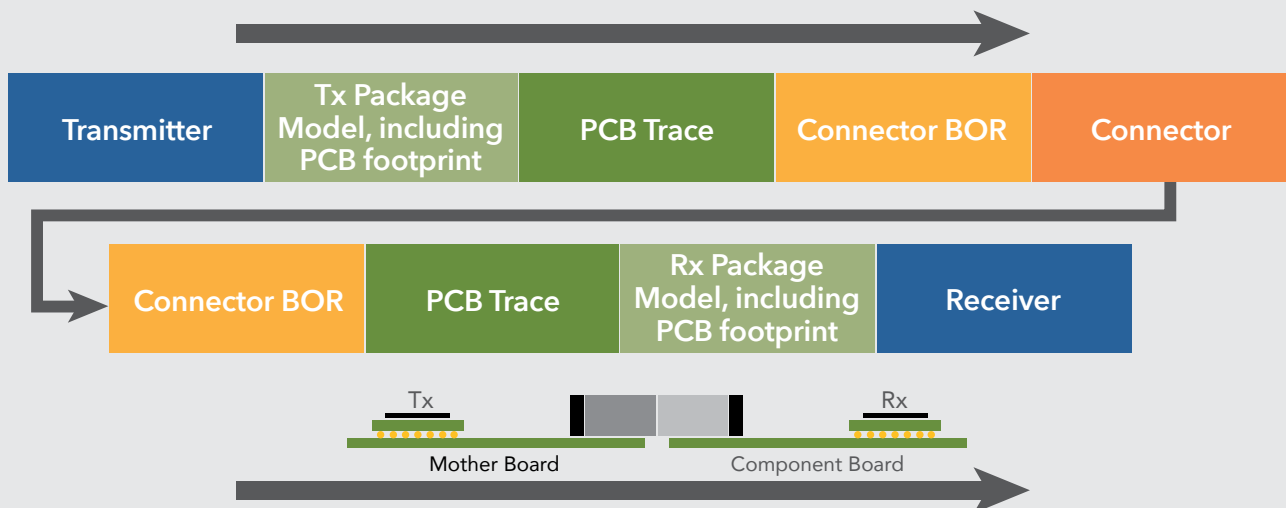 Transmitter
Tx Package
Model, including
PCB footprint
PCB Trace
Connector BOR
Connector
Connector BOR
PCB Trace
Rx Package
Model, including
PCB footprint
Receiver
Tx
Rx
Mother Board
Component Board